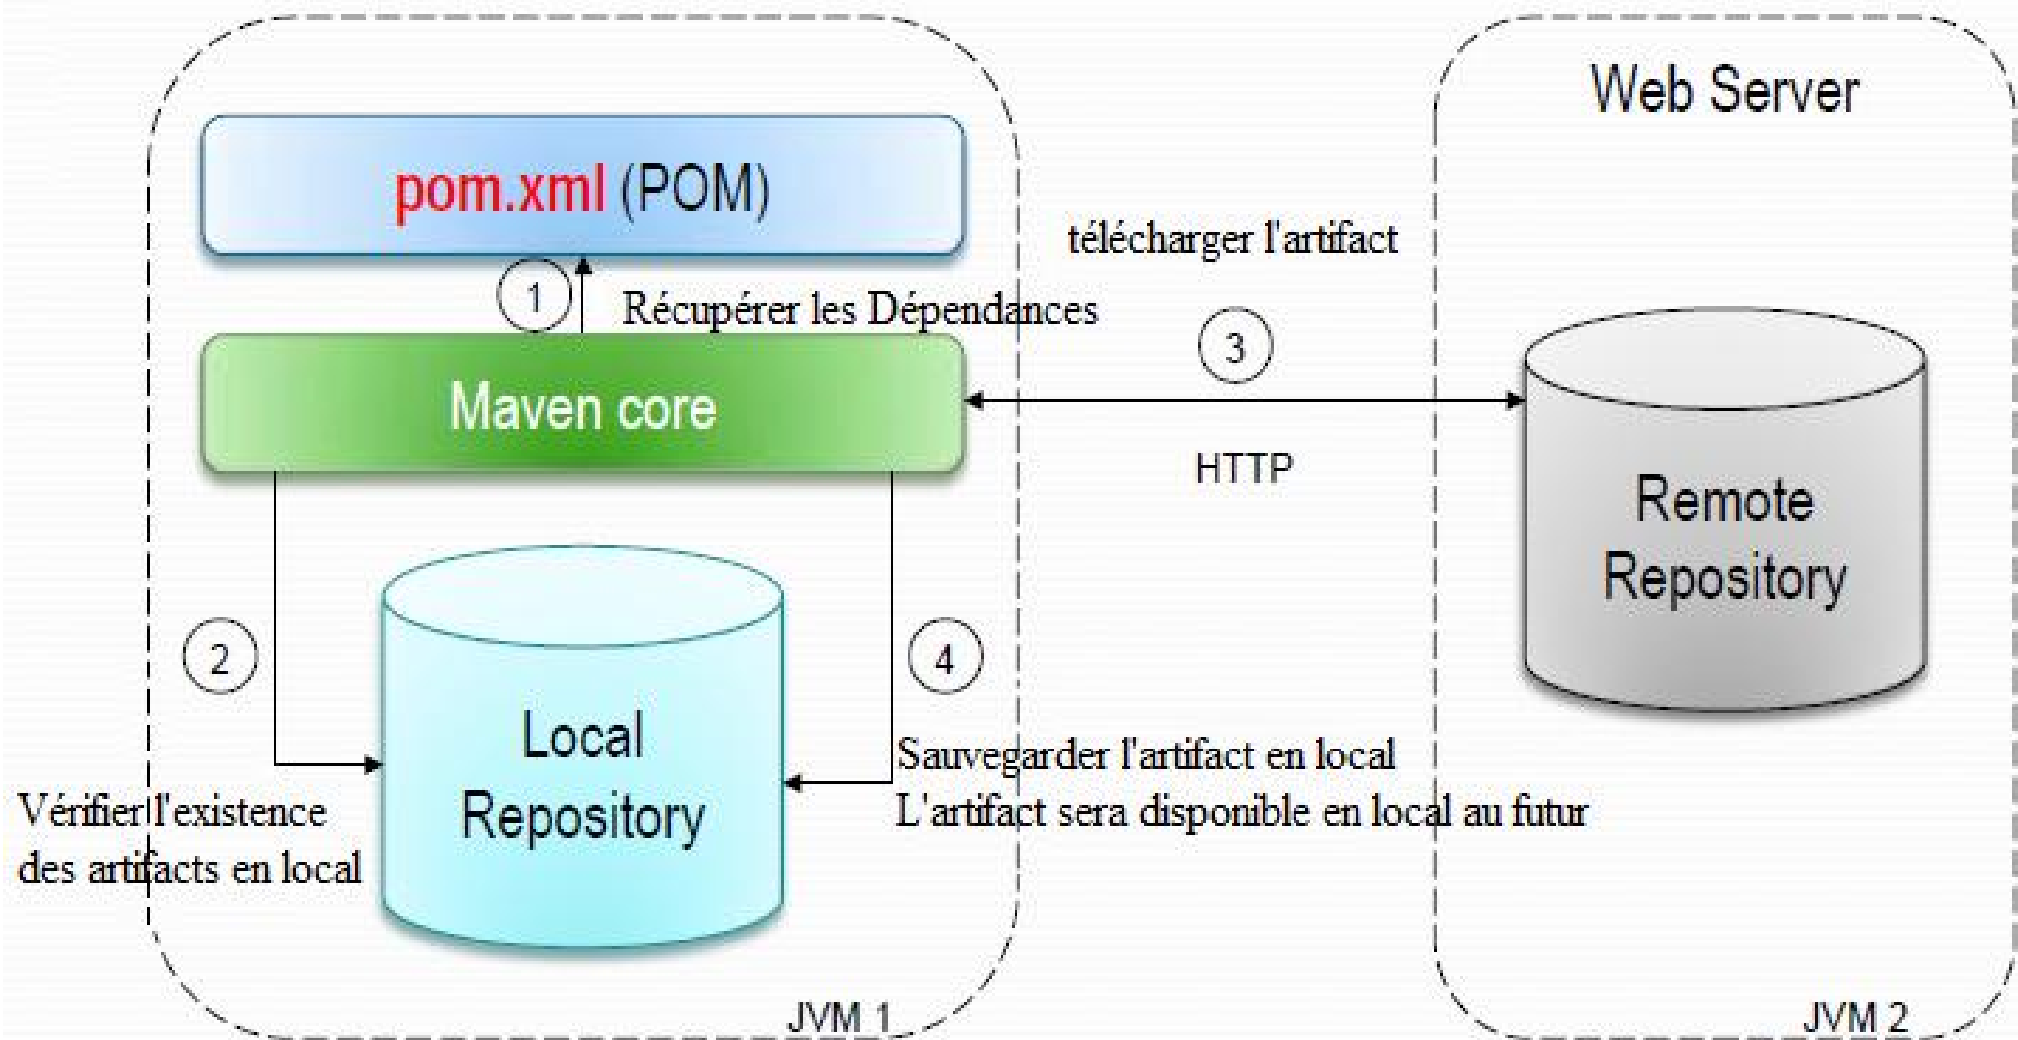 Web Server
pom.xml (POM)
télécharger l'artifact
1
Récupérer les Dépendances
3
Maven core
HTTP
Remote
Repository
2
4
Local
Repository
Sauvegarder l'artifact en local
L'artifact sera disponible en local au futur
Vérifier l'existence
des artifacts en local
JVM 1
JVM 2